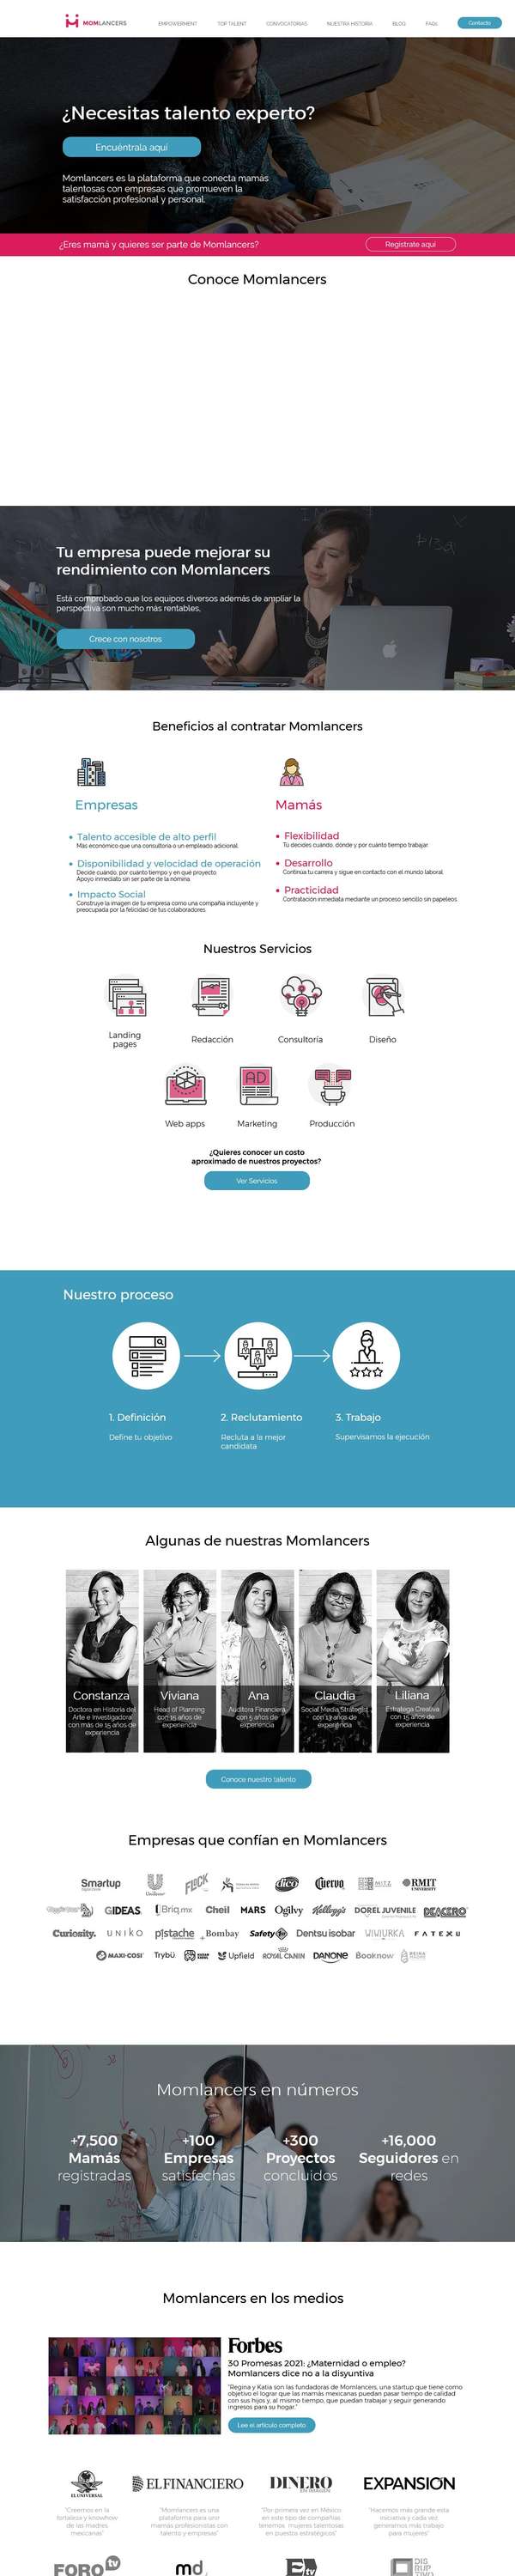 MOMLANCERS
EMPOWERMENT TOP TALENT CONVOCATORIAS NUESTRA HISTORIA BLOG FAQs Contacto
¿Necesitas talento experto?
Encuéntrala aquí
Momlancers es la plataforma que conecta mamás
talentosas con empresas que promueven la
satisfacción profesional y personal.
¿Eres mamá y quieres ser parte de Momlancers?
Regístrate aquí
Conoce Momlancers
Tu empresa puede mejorar su
rendimiento con Momlancers
Está comprobado que los equipos diversos además de ampliar la
perspectiva son mucho más rentables,
Crece con nosotros
Beneficios al contratar Momlancers
Empresas
• Talento accesible de alto perfil
Más económico que una consultoría o un empleado adicional.
• Disponibilidad y velocidad de operación
Decide cuándo, por cuánto tiempo y en qué proyecto.
Apoyo inmediato sin ser parte de la nómina.
• Impacto Social
Construye la imagen de tu empresa como una compañía incluyente y
preocupada por la felicidad de tus colaboradores
Mamás
• Flexibilidad
Tú decides cuándo, dónde y por cuánto tiempo trabajar
• Desarrollo
Continúa tu carrera y sigue en contacto con el mundo laboral
• Practicidad
Contratación inmediata mediante un proceso sencillo sin papeleos
Nuestros Servicios
Landing
pages
Redacción
Consultoría
Diseño
AD
Web apps
Marketing
Producción
¿Quieres conocer un costo
aproximado de nuestros proyectos?
Ver Servicios
Nuestro proceso
1. Definición
Define tu objetivo
2. Reclutamiento
Recluta a la mejor
candidata
3. Trabajo
Supervisamos la ejecución
Algunas de nuestras Momlancers
Constanza
Doctora en Historia del
Arte e Investigadora
con más de 15 años de
experiencia
Viviana
Head of Planning
con 15 años de
experiencia
Ana
Auditora Financiera
con 5 años de
experiencia
Claudia
Social Media Strategist
con 13 años de
experiencia
Liliana
Estratega Creativa
con 15 años de
experiencia
Conoce nuestro talento
Empresas que confían en Momlancers
Smartup
Unilever
FLOCK
dico
Cuervo
RMIT
UNIVERSITY
GIDEAS
Briq.mx
Cheil
MARS
Ogilvy
Kellogg's
DOREL JUVENILE
DEACERO
Curiosity.
UNIKO
pistache
Bombay
Safety
Dentsu isobar
WIWIURKA
FATEXU
MAXI-COSI
Trybü
Upfield
ROYAL CANIN
DANONE
Booknow
Momlancers en números
+7,500
Mamás
registradas
+100
Empresas
satisfechas
+300
Proyectos
concluidos
+16,000
Seguidores en
redes
Momlancers en los medios
Forbes
30 Promesas 2021: ¿Maternidad o empleo?
Momlancers dice no a la disyuntiva
"Regina y Katia son las fundadoras de Momlancers, una startup que tiene como
objetivo el lograr que las mamás mexicanas puedan pasar tiempo de calidad
con sus hijos y, al mismo tiempo, que puedan trabajar y seguir generando
ingresos para su hogar."
Lee el artículo completo
EL UNIVERSAL
"Creemos en la
fortaleza y knowhow
de las madres
mexicanas"
EL FINANCIERO
"Momlancers es una
plataforma para unir
mamás profesionistas con
talento y empresas"
DINERO
EN IMAGEN
"Por primera vez en México
en este tipo de compañías
tenemos mujeres talentosas
en puestos estratégicos"
EXPANSIÓN
"Hacemos más grande esta
iniciativa y cada vez
generamos más trabajo
para mujeres"
FORO tv
md
E tv
DIS
RUP
TIVO